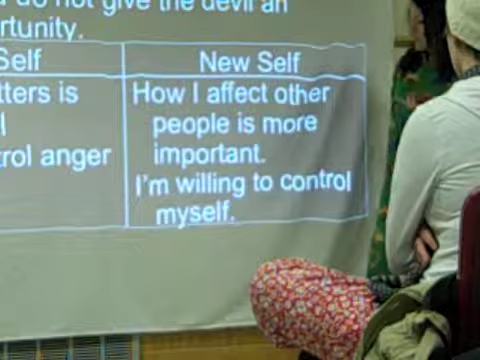 do not give the devil an
rtunity.
Self
New Self
tters is
l
trol anger
How I affect other
people is more
important.
I'm willing to control
myself.